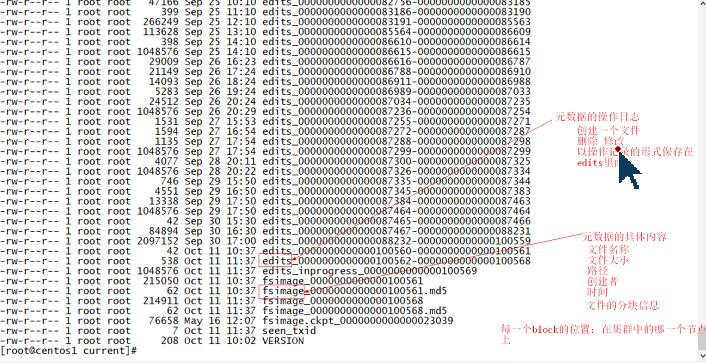 -rw-r--r-- 1 root root 47166 Sep 25 10:10 edits_0000000000000082756-0000000000000083185
-rw-r--r-- 1 root root 399 Sep 25 11:10 edits_0000000000000083186-0000000000000083190
-rw-r--r-- 1 root root 266249 Sep 25 12:10 edits_0000000000000083191-0000000000000085563
-rw-r--r-- 1 root root 113628 Sep 25 13:10 edits_0000000000000085564-0000000000000086609
-rw-r--r-- 1 root root 398 Sep 25 14:10 edits_0000000000000086610-0000000000000086614
-rw-r--r-- 1 root root 1048576 Sep 25 14:10 edits_0000000000000086615-0000000000000086615
-rw-r--r-- 1 root root 29009 Sep 26 16:23 edits_0000000000000086616-0000000000000086787
-rw-r--r-- 1 root root 21149 Sep 26 17:24 edits_0000000000000086788-0000000000000086910
-rw-r--r-- 1 root root 14093 Sep 26 18:24 edits_0000000000000086911-0000000000000086988
-rw-r--r-- 1 root root 5283 Sep 26 19:24 edits_0000000000000086989-0000000000000087033
-rw-r--r-- 1 root root 24512 Sep 26 20:24 edits_0000000000000087034-0000000000000087235
-rw-r--r-- 1 root root 1048576 Sep 26 20:29 edits_0000000000000087236-0000000000000087254
-rw-r--r-- 1 root root 1531 Sep 27 15:53 edits_0000000000000087255-0000000000000087271
-rw-r--r-- 1 root root 1594 Sep 27 16:54 edits_0000000000000087272-0000000000000087287
-rw-r--r-- 1 root root 1135 Sep 27 17:54 edits_0000000000000087288-0000000000000087298
-rw-r--r-- 1 root root 1048576 Sep 27 17:54 edits_0000000000000087299-0000000000000087299
-rw-r--r-- 1 root root 4077 Sep 28 20:11 edits_0000000000000087300-0000000000000087325
-rw-r--r-- 1 root root 1048576 Sep 28 20:22 edits_0000000000000087326-0000000000000087334
-rw-r--r-- 1 root root 746 Sep 29 15:50 edits_0000000000000087335-0000000000000087344
-rw-r--r-- 1 root root 4551 Sep 29 16:50 edits_0000000000000087345-0000000000000087383
-rw-r--r-- 1 root root 13338 Sep 29 17:50 edits_0000000000000087384-0000000000000087463
-rw-r--r-- 1 root root 1048576 Sep 29 17:50 edits_0000000000000087464-0000000000000087464
-rw-r--r-- 1 root root 42 Sep 30 15:30 edits_0000000000000087465-0000000000000087466
-rw-r--r-- 1 root root 84894 Sep 30 16:30 edits_0000000000000087467-0000000000000088231
-rw-r--r-- 1 root root 2097152 Sep 30 17:00 edits_0000000000000088232-0000000000000100559
-rw-r--r-- 1 root root 42 Oct 11 10:37 edits_0000000000000100560-0000000000000100561
-rw-r--r-- 1 root root 538 Oct 11 11:37 edits_0000000000000100562-0000000000000100568
-rw-r--r-- 1 root root 1048576 Oct 11 11:37 edits_inprogress_0000000000000100569
-rw-r--r-- 1 root root 215050 Oct 11 10:37 fsimage_0000000000000100561
-rw-r--r-- 1 root root 62 Oct 11 10:37 fsimage_0000000000000100561.md5
-rw-r--r-- 1 root root 214911 Oct 11 11:37 fsimage_0000000000000100568
-rw-r--r-- 1 root root 62 Oct 11 11:37 fsimage_0000000000000100568.md5
-rw-r--r-- 1 root root 76658 May 16 12:07 fsimage.ckpt_0000000000000023039
-rw-r--r-- 1 root root 7 Oct 11 11:37 seen_txid
-rw-r--r-- 1 root root 208 Oct 11 10:02 VERSION
[root@centos1 current]#
元数据的操作日志
创建一个文件
删除 修改
以操作记录的形式保存在
edits里
元数据的具体内容
文件名称
文件大小
路径
创建者
时间
文件的分块信息
每一个block的位置：在集群中的哪一个节点
上